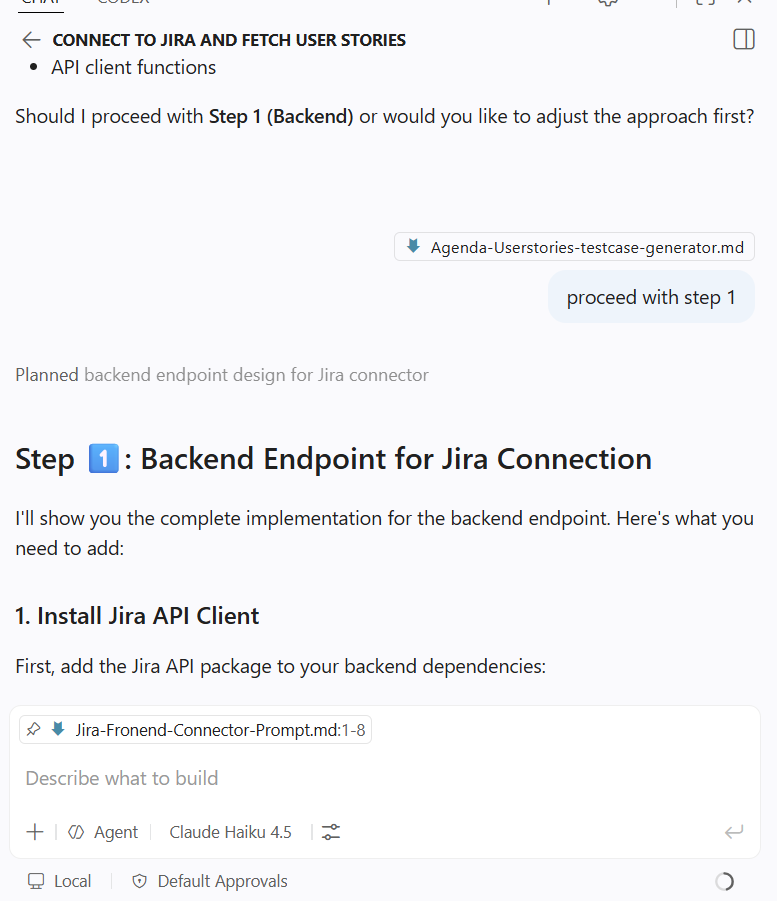 CHAT CODEX
CONNECT TO JIRA AND FETCH USER STORIES
• API client functions
Should I proceed with Step 1 (Backend) or would you like to adjust the approach first?
Agenda-Userstories-testcase-generator.md
proceed with step 1
Planned backend endpoint design for Jira connector
Step 1️⃣: Backend Endpoint for Jira Connection
I'll show you the complete implementation for the backend endpoint. Here's what you
need to add:
1. Install Jira API Client
First, add the Jira API package to your backend dependencies:
Jira-Fronend-Connector-Prompt.md:1-8
Describe what to build
Agent Claude Haiku 4.5
Local Default Approvals